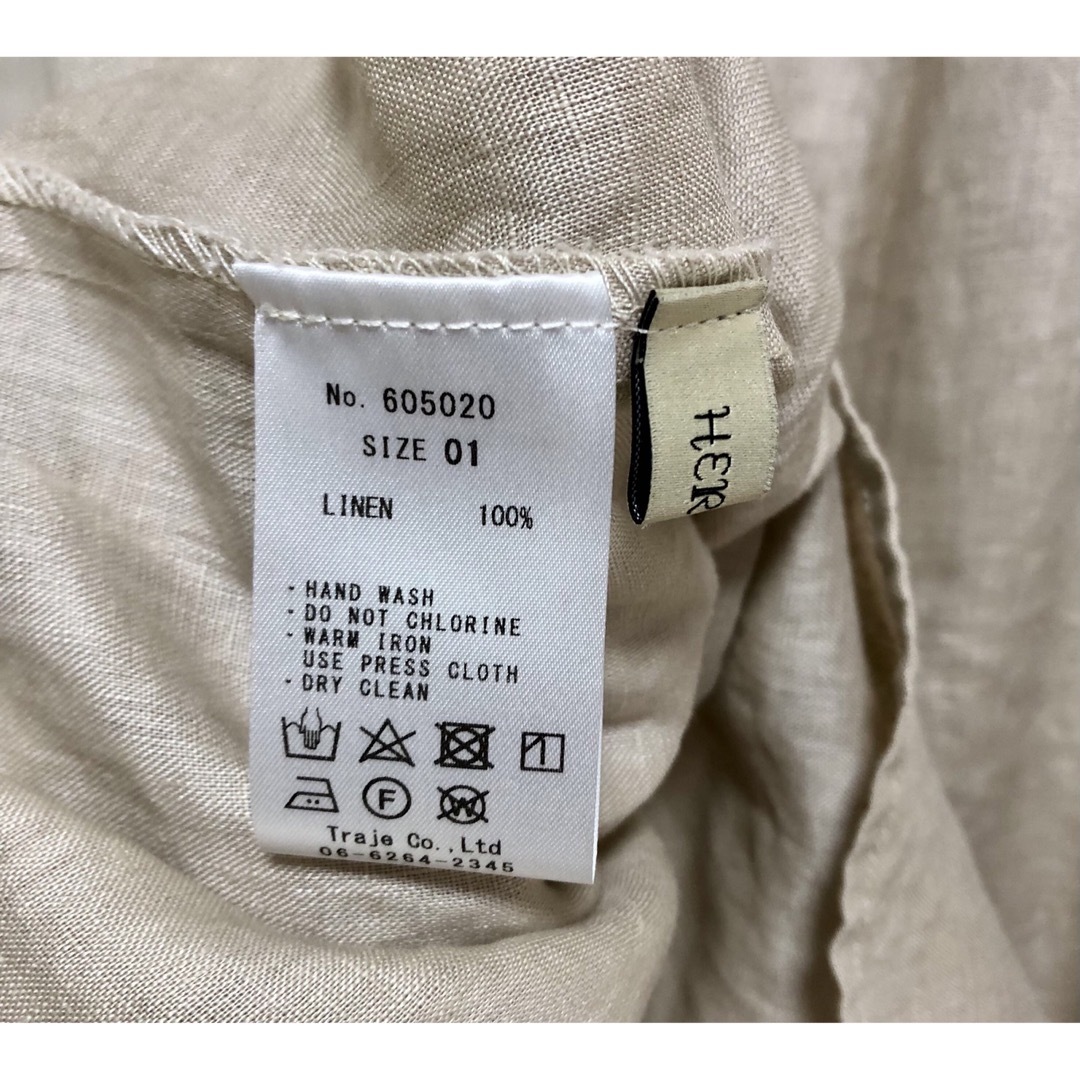 No. 605020
SIZE 01
LINEN 100%
- HAND WASH
- DO NOT CHLORINE
- WARM IRON
USE PRESS CLOTH
- DRY CLEAN
1
F
W
Traje Co.,Ltd
06-6264-2345
HER